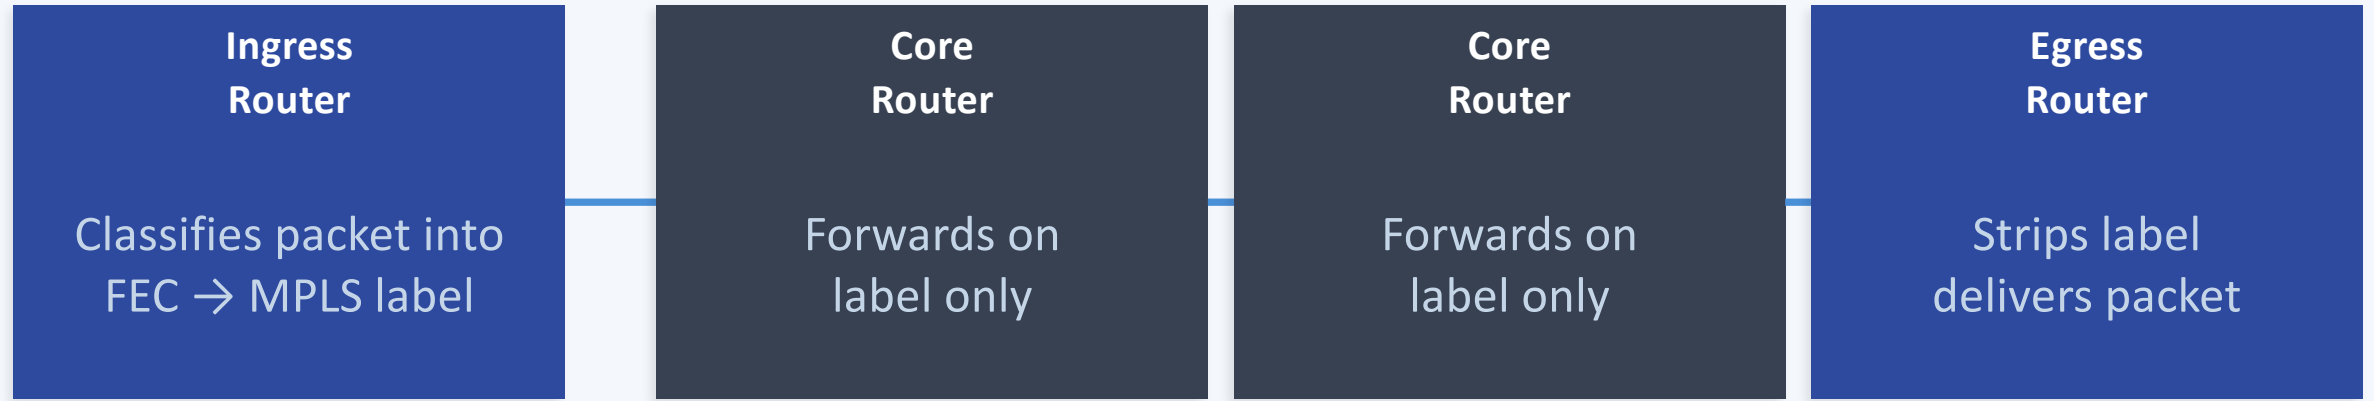 Ingress
Router
Classifies packet into
FEC → MPLS label
Core
Router
Forwards on
label only
Core
Router
Forwards on
label only
Egress
Router
Strips label
delivers packet